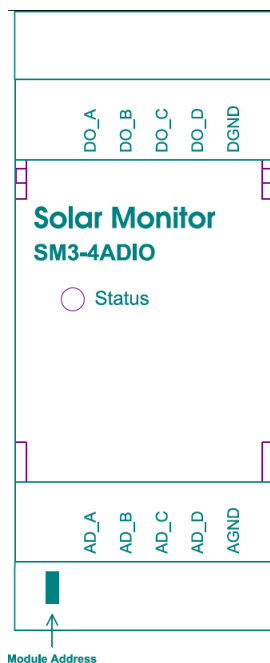 DO_A
DO_B
DO_C
DO_D
DGND
Solar Monitor
SM3-4ADIO
Status
AD_A
AD_B
AD_C
AD_D
AGND
Module Address